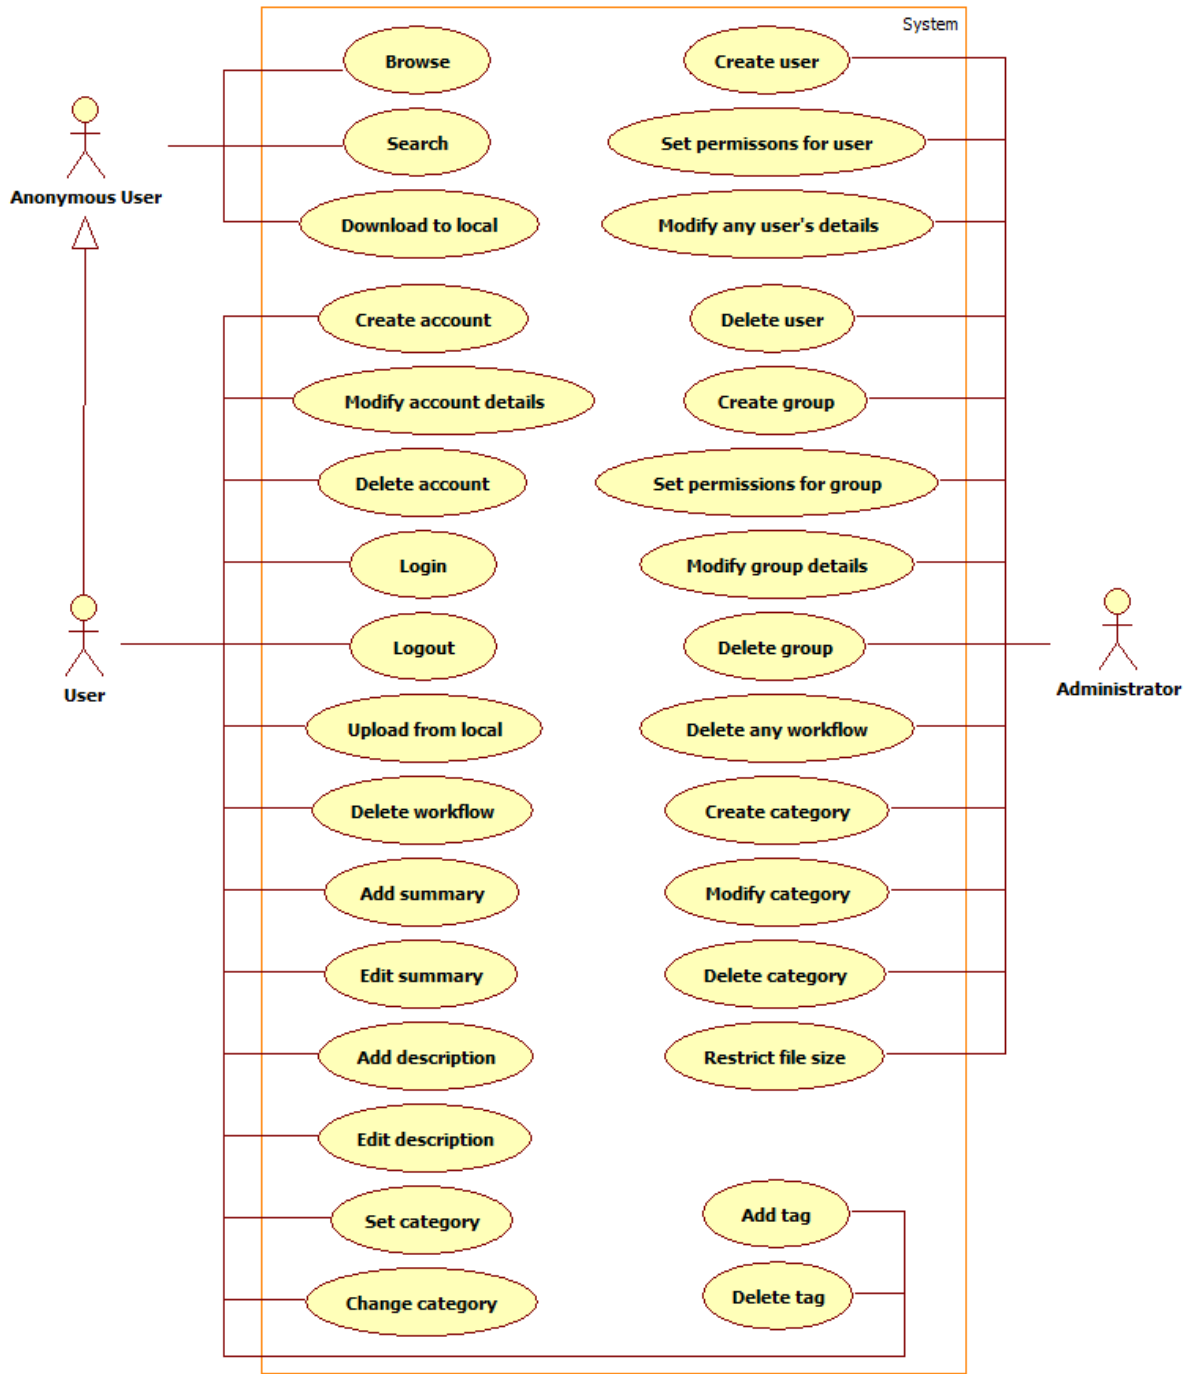 System
Browse
Create user
Search
Set permissons for user
Anonymous User
Download to local
Modify any user's details
Create account
Delete user
Modify account details
Create group
Delete account
Set permissions for group
Login
Modify group details
Logout
Delete group
User
Administrator
Upload from local
Delete any workflow
Delete workflow
Create category
Add summary
Modify category
Edit summary
Delete category
Add description
Restrict file size
Edit description
Set category
Add tag
Change category
Delete tag